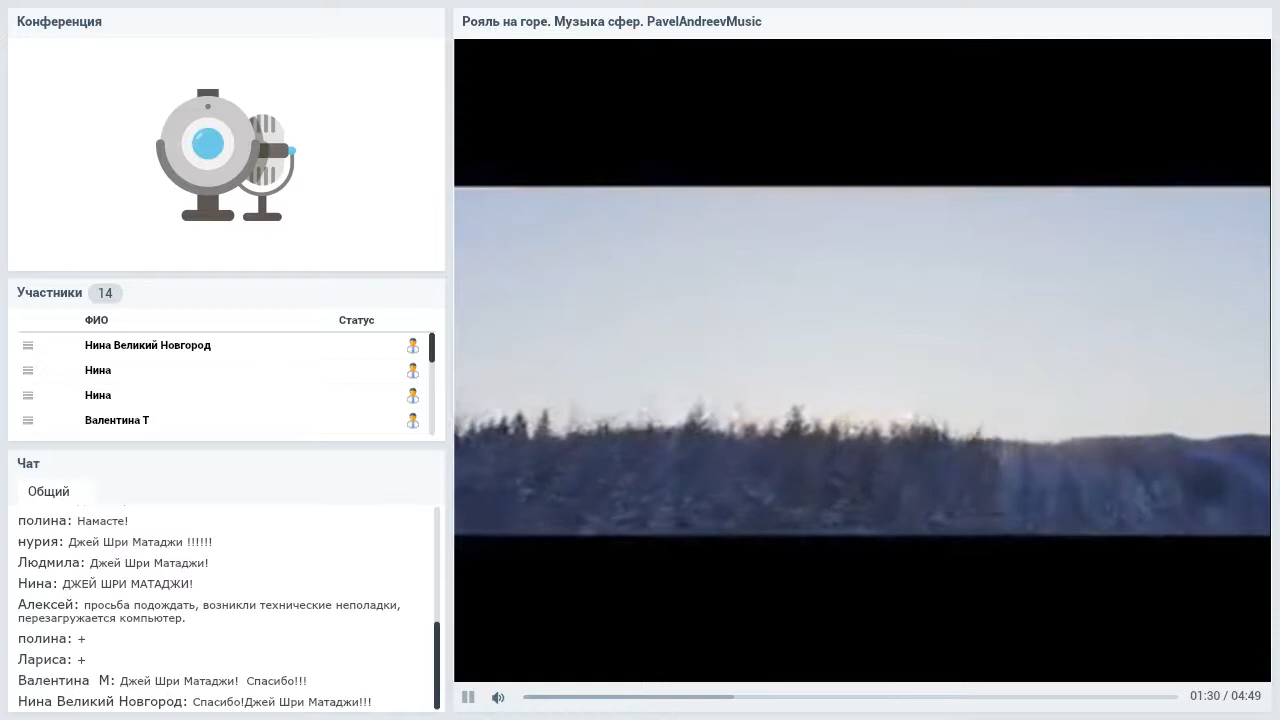 Конференция
Рояль на горе. Музыка сфер. PavelAndreevMusic
Участники 14
ФИО Статус
Нина Великий Новгород
Нина
Нина
Валентина Т
Чат
Общий
полина: Намасте!
нурия: Джей Шри Матаджи !!!!!!
Людмила: Джей Шри Матаджи!
Нина: ДЖЕЙ ШРИ МАТАДЖИ!
Алексей: просьба подождать, возникли технические неполадки,
перезагружается компьютер.
полина: +
Лариса: +
Валентина  М: Джей Шри Матаджи!  Спасибо!!!
Нина Великий Новгород: Спасибо!Джей Шри Матаджи!!!
01:30 / 04:49